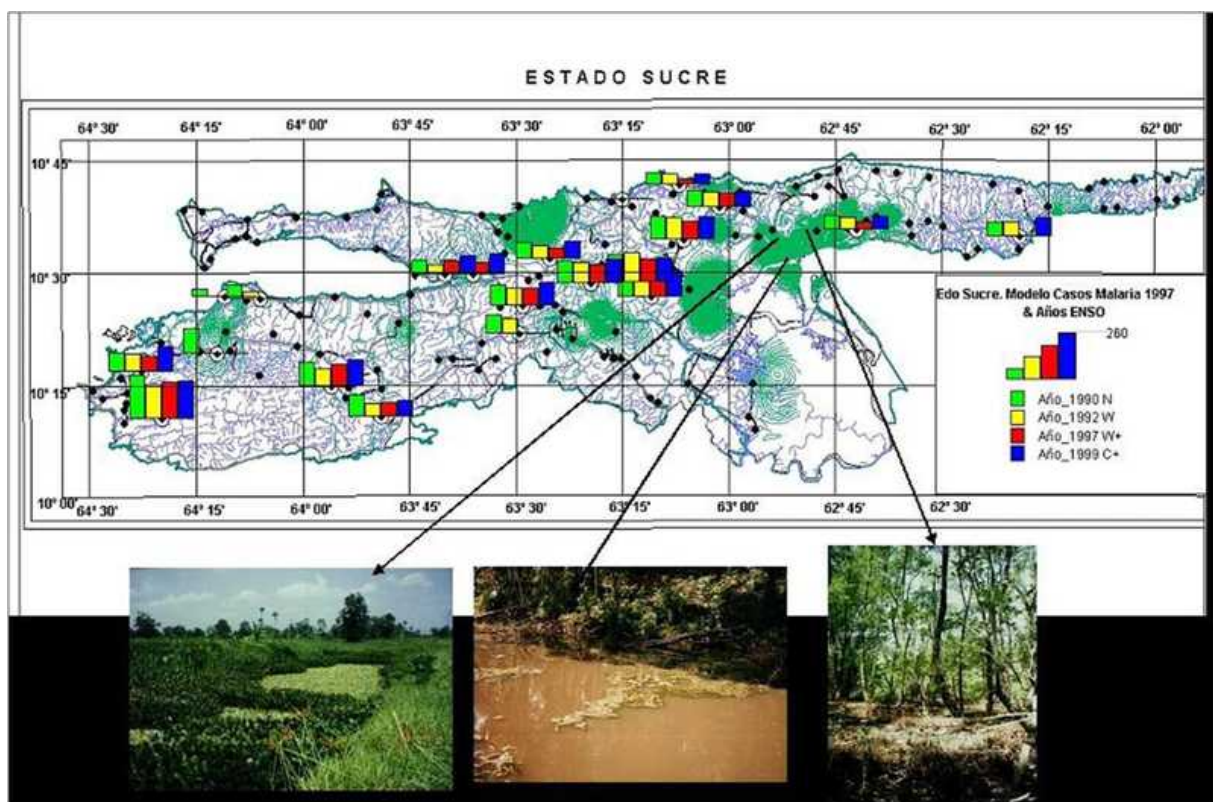 ESTADO SUCRE
64° 30' 64° 15' 64° 00' 63° 45' 63° 30' 63° 15' 63° 00' 62° 45' 62° 30' 62° 15' 62° 00'
10° 45'
10° 30'
10° 15'
10° 00'
64° 30' 64° 15' 64° 00' 63° 45' 63° 30' 63° 15' 63° 00' 62° 45' 62° 30'
Edo Sucre. Modelo Casos Malaria 1997
& Años ENSO
260
Año_1990 N
Año_1992 W
Año_1997 W+
Año_1999 C+